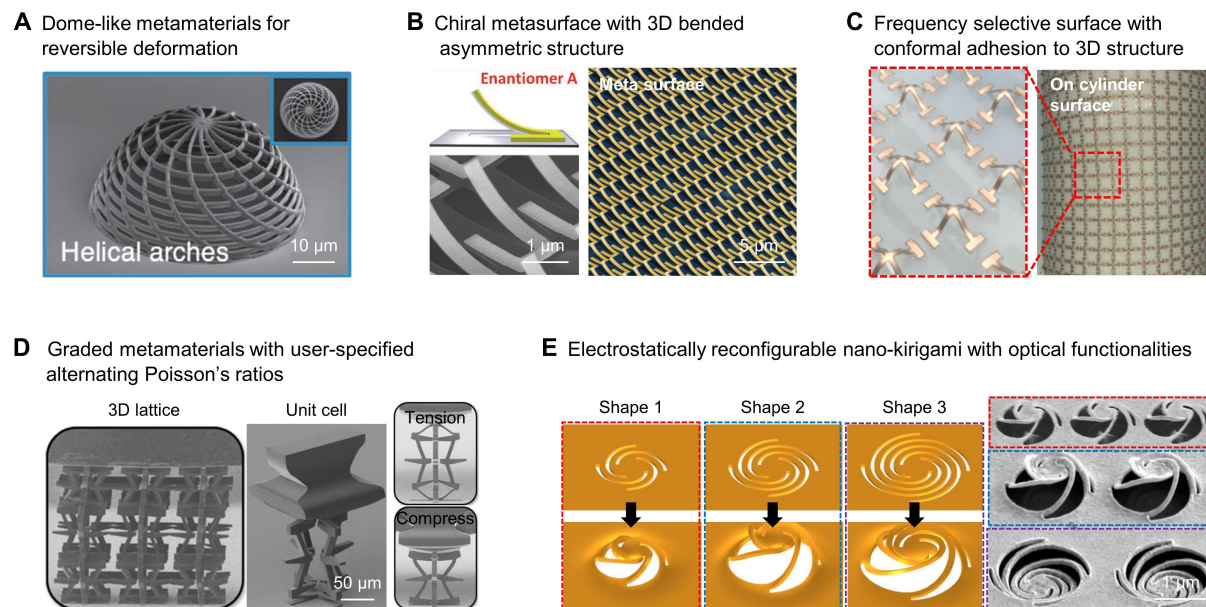 A Dome-like metamaterials for
reversible deformation
Helical arches
10 μm
B Chiral metasurface with 3D bended
asymmetric structure
Enantiomer A
Meta surface
1 μm
5 μm
C Frequency selective surface with
conformal adhesion to 3D structure
On cylinder
surface
D Graded metamaterials with user-specified
alternating Poisson's ratios
3D lattice
Unit cell
Tension
Compress
50 μm
E Electrostatically reconfigurable nano-kirigami with optical functionalities
Shape 1
Shape 2
Shape 3
1 μm